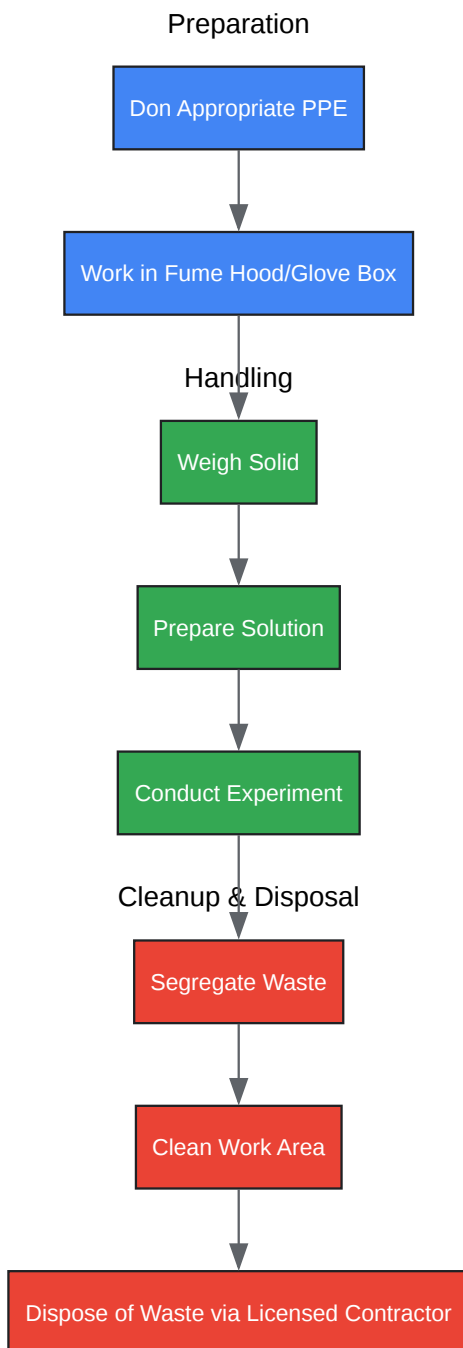 Preparation
Don Appropriate PPE
Work in Fume Hood/Glove Box
Handling
Weigh Solid
Prepare Solution
Conduct Experiment
Cleanup & Disposal
Segregate Waste
Clean Work Area
Dispose of Waste via Licensed Contractor